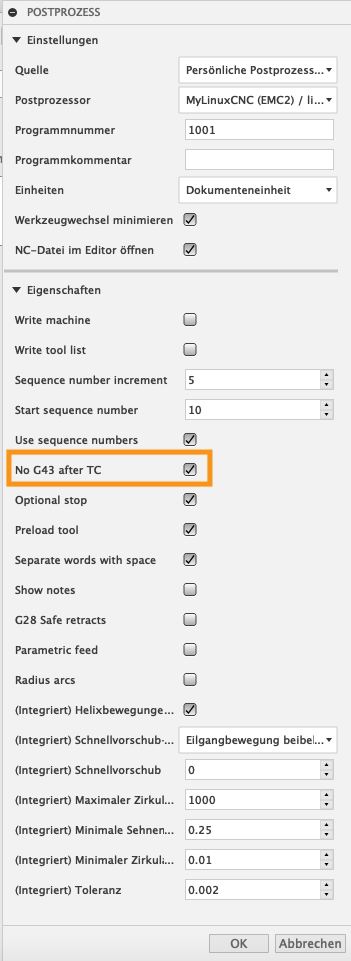 POSTPROZESS
Einstellungen
Quelle Persönliche Postprozess...
Postprozessor MyLinuxCNC (EMC2) / li...
Programmnummer 1001
Programmkommentar
Einheiten Dokumenteneinheit
Werkzeugwechsel minimieren
NC-Datei im Editor öffnen
Eigenschaften
Write machine
Write tool list
Sequence number increment 5
Start sequence number 10
Use sequence numbers
No G43 after TC
Optional stop
Preload tool
Separate words with space
Show notes
G28 Safe retracts
Parametric feed
Radius arcs
(Integriert) Helixbewegunge...
(Integriert) Schnellvorschub-... Eilgangbewegung beibel...
(Integriert) Schnellvorschub 0
(Integriert) Maximaler Zirkul... 1000
(Integriert) Minimale Sehnen... 0.25
(Integriert) Minimaler Zirkul... 0.01
(Integriert) Toleranz 0.002
OK Abbrechen